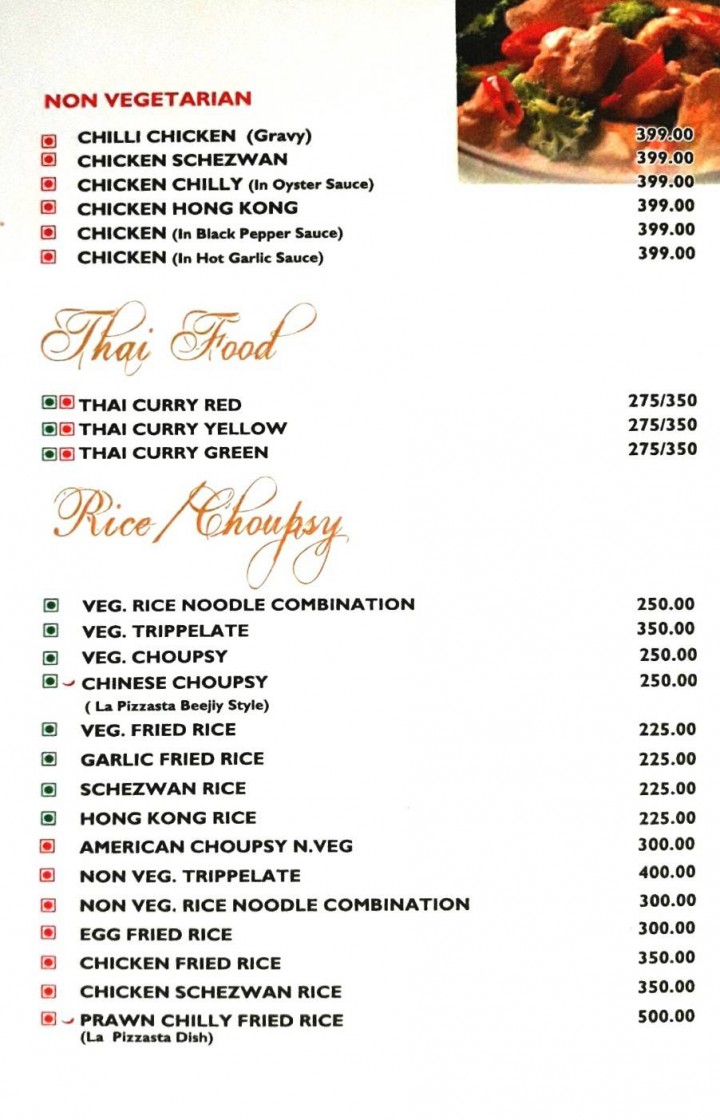 NON VEGETARIAN
CHILLI CHICKEN (Gravy) 399.00
CHICKEN SCHEZWAN 399.00
CHICKEN CHILLY (In Oyster Sauce) 399.00
CHICKEN HONG KONG 399.00
CHICKEN (In Black Pepper Sauce) 399.00
CHICKEN (In Hot Garlic Sauce) 399.00
Thai Food
THAI CURRY RED 275/350
THAI CURRY YELLOW 275/350
THAI CURRY GREEN 275/350
Rice/Choupsy
VEG. RICE NOODLE COMBINATION 250.00
VEG. TRIPPELATE 350.00
VEG. CHOUPSY 250.00
CHINESE CHOUPSY 250.00
( La Pizzasta Beejiy Style)
VEG. FRIED RICE 225.00
GARLIC FRIED RICE 225.00
SCHEZWAN RICE 225.00
HONG KONG RICE 225.00
AMERICAN CHOUPSY N.VEG 300.00
NON VEG. TRIPPELATE 400.00
NON VEG. RICE NOODLE COMBINATION 300.00
EGG FRIED RICE 300.00
CHICKEN FRIED RICE 350.00
CHICKEN SCHEZWAN RICE 350.00
PRAWN CHILLY FRIED RICE 500.00
(La Pizzasta Dish)